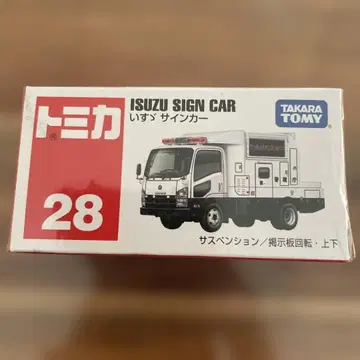 トミカ
28
ISUZU SIGN CAR
いすゞ サインカー
TAKARA TOMY
サスペンション／掲示板回転・上下